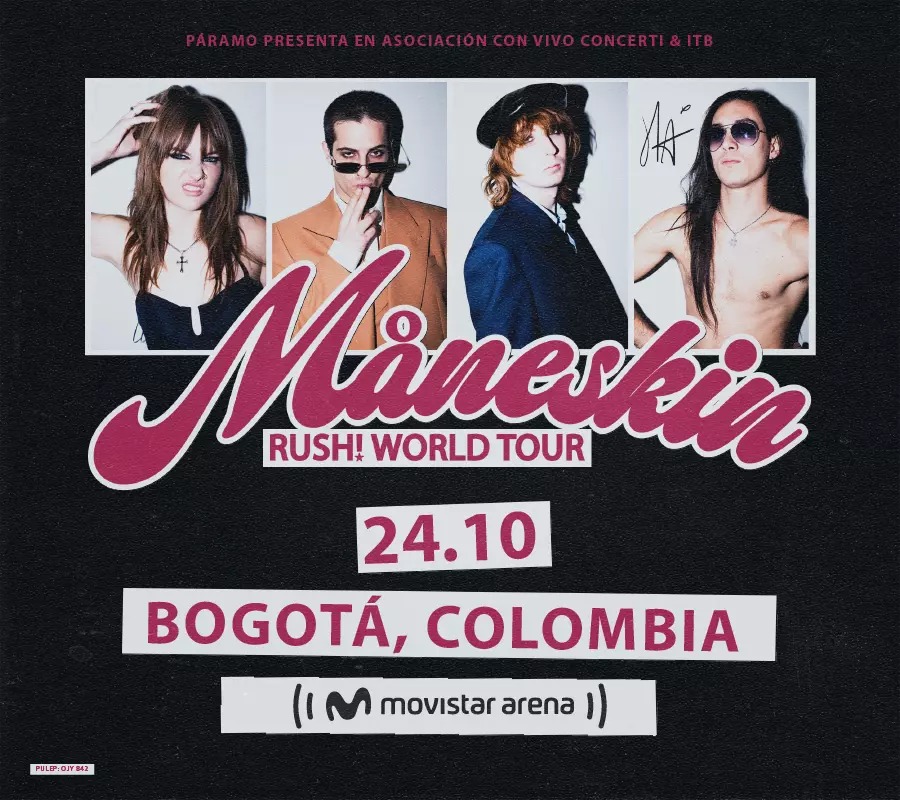 PÁRAMO PRESENTA EN ASOCIACIÓN CON VIVO CONCERTI & ITB
Måneskin
RUSH! WORLD TOUR
24.10
BOGOTÁ, COLOMBIA
movistar arena
PULEP: OJY 842